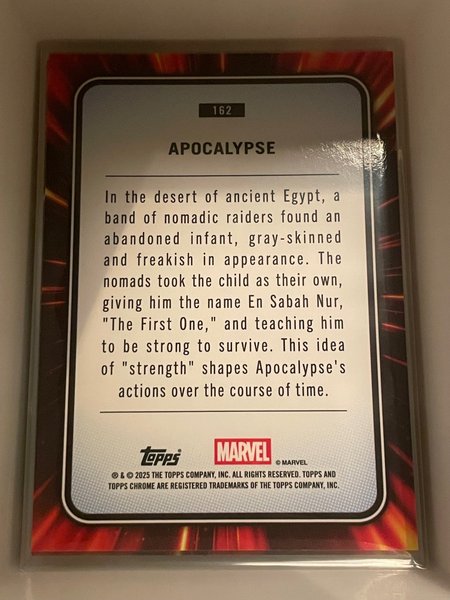 162
APOCALYPSE
In the desert of ancient Egypt, a
band of nomadic raiders found an
abandoned infant, gray-skinned
and freakish in appearance. The
nomads took the child as their own,
giving him the name En Sabah Nur,
"The First One," and teaching him
to be strong to survive. This idea
of "strength" shapes Apocalypse's
actions over the course of time.
Topps MARVEL © MARVEL
® & © 2025 THE TOPPS COMPANY, INC. ALL RIGHTS RESERVED. TOPPS AND
TOPPS CHROME ARE REGISTERED TRADEMARKS OF THE TOPPS COMPANY, INC.